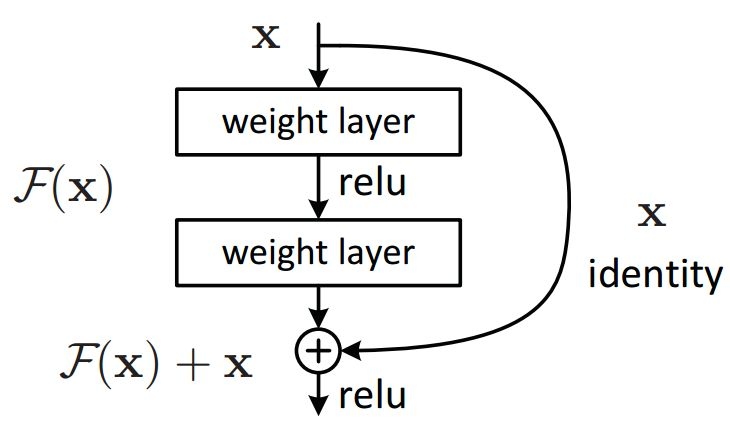 x
weight layer
relu
F(x)
x
identity
weight layer
F(x) + x
+
relu